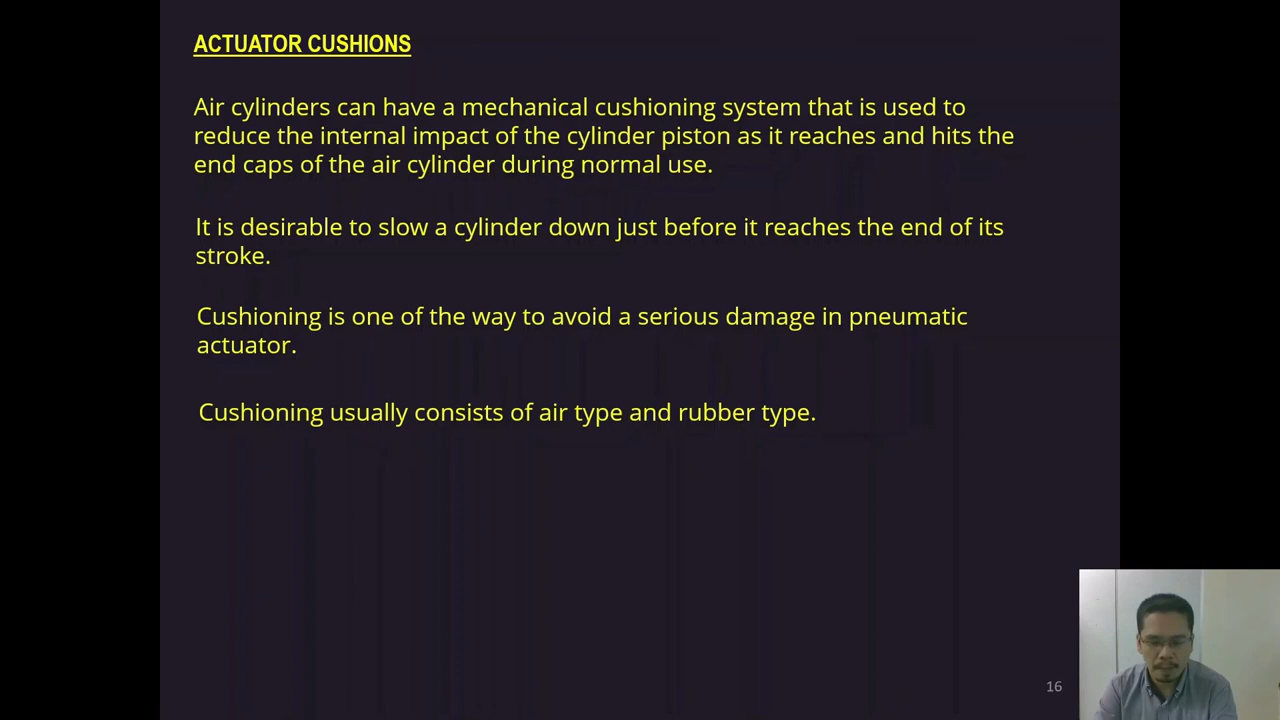 ACTUATOR CUSHIONS
Air cylinders can have a mechanical cushioning system that is used to
reduce the internal impact of the cylinder piston as it reaches and hits the
end caps of the air cylinder during normal use.
It is desirable to slow a cylinder down just before it reaches the end of its
stroke.
Cushioning is one of the way to avoid a serious damage in pneumatic
actuator.
Cushioning usually consists of air type and rubber type.
16